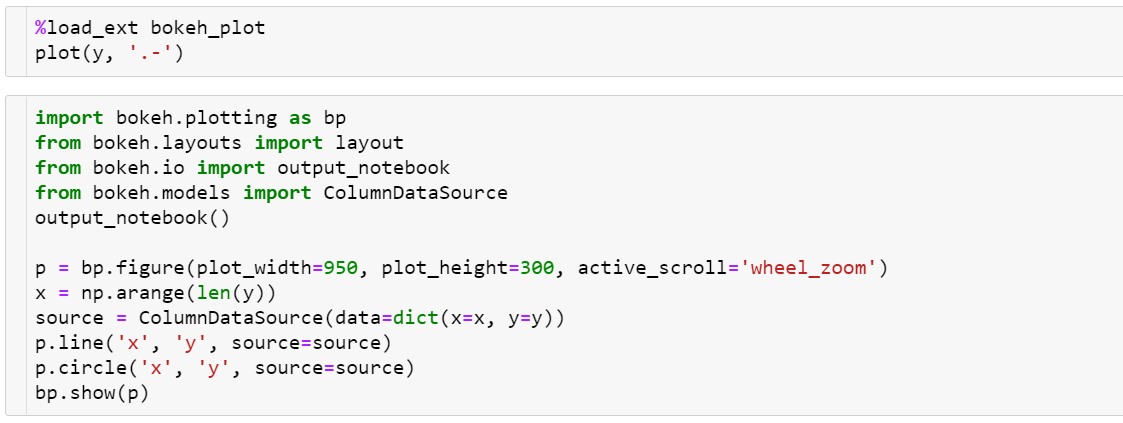 %load_ext bokeh_plot
plot(y, '.-')
import bokeh.plotting as bp
from bokeh.layouts import layout
from bokeh.io import output_notebook
from bokeh.models import ColumnDataSource
output_notebook()
p = bp.figure(plot_width=950, plot_height=300, active_scroll='wheel_zoom')
x = np.arange(len(y))
source = ColumnDataSource(data=dict(x=x, y=y))
p.line('x', 'y', source=source)
p.circle('x', 'y', source=source)
bp.show(p)